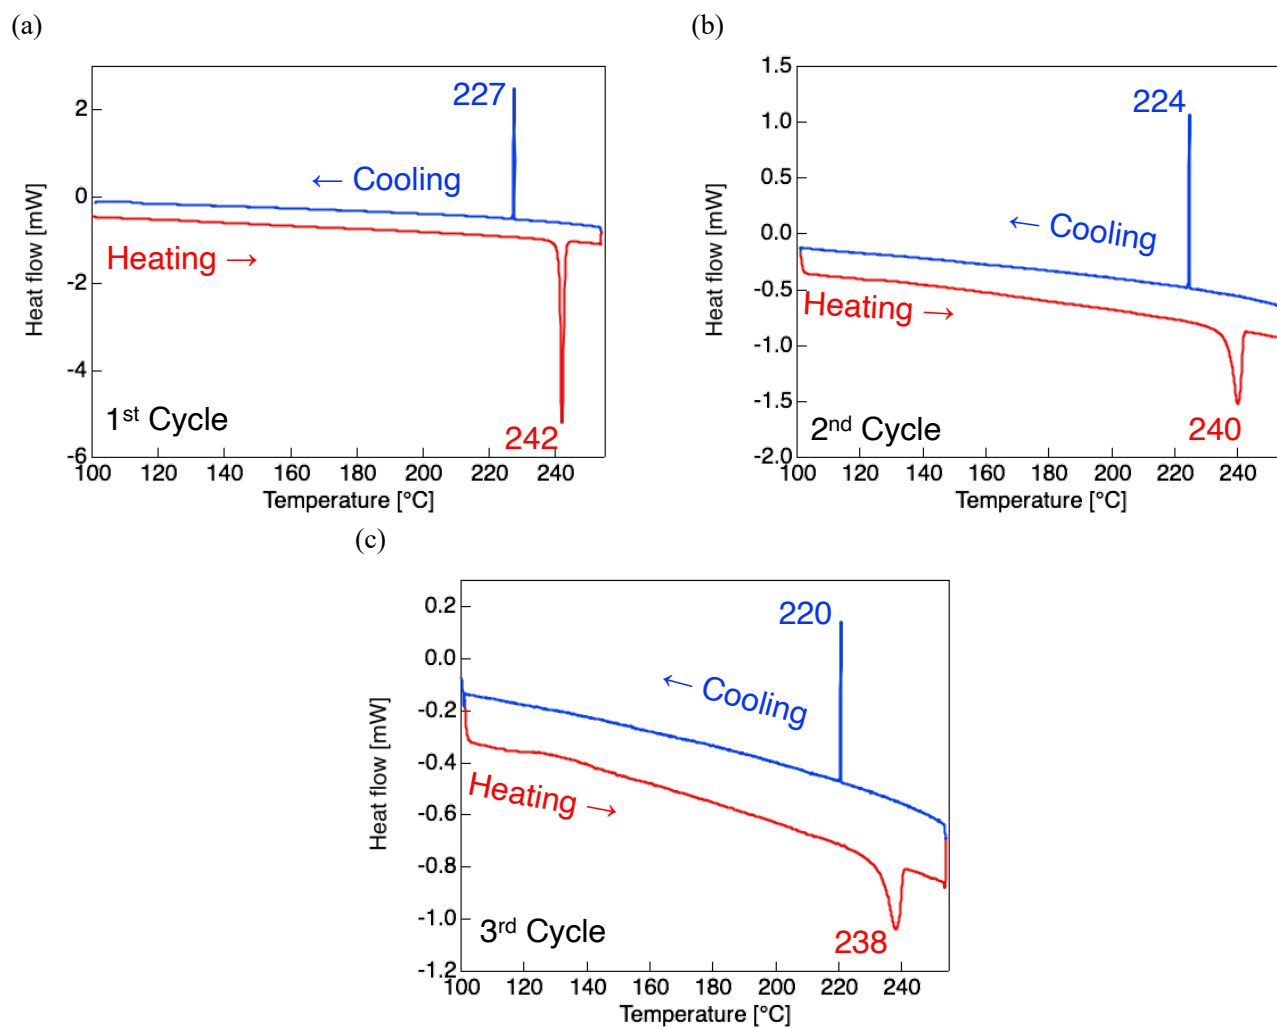 (a)
2
0
-2
-4
-6
Heat flow [mW]
227
← Cooling
Heating →
1st Cycle
242
100 120 140 160 180 200 220 240
Temperature [°C]
(b)
1.5
1.0
0.5
0.0
-0.5
-1.0
-1.5
-2.0
Heat flow [mW]
224
← Cooling
Heating →
2nd Cycle
240
100 120 140 160 180 200 220 240
Temperature [°C]
(c)
0.2
0.0
-0.2
-0.4
-0.6
-0.8
-1.0
-1.2
Heat flow [mW]
220
← Cooling
Heating →
3rd Cycle
238
100 120 140 160 180 200 220 240
Temperature [°C]